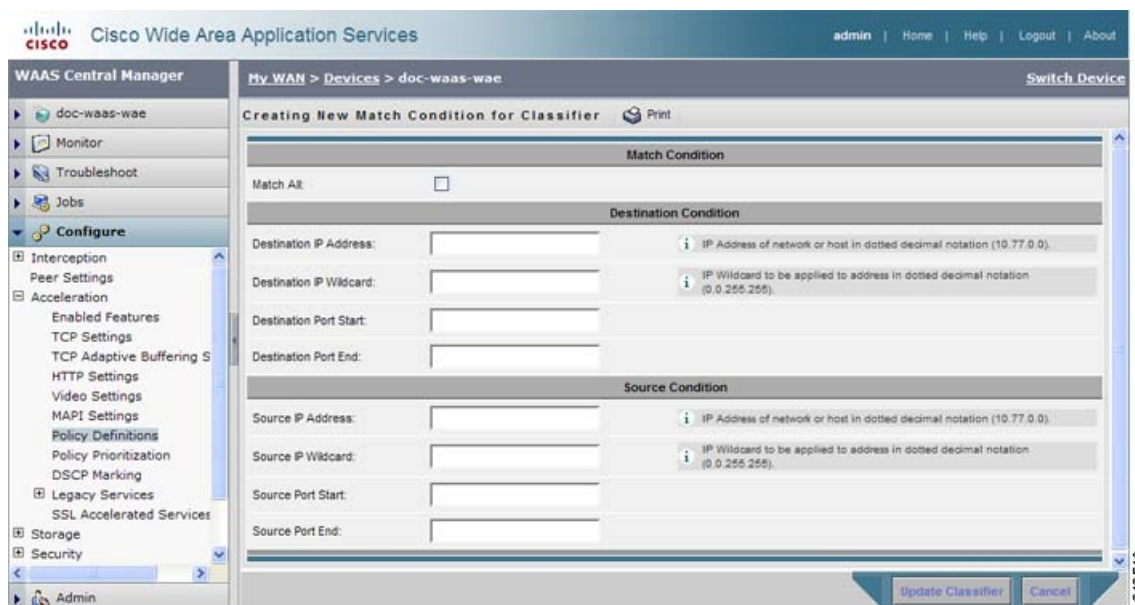 CISCO
Cisco Wide Area Application Services
admin | Home | Help | Logout | About
WAAS Central Manager
My WAN > Devices > doc-waas-wae
Switch Device
doc-waas-wae
Monitor
Troubleshoot
Jobs
Configure
Interception
Peer Settings
Acceleration
Enabled Features
TCP Settings
TCP Adaptive Buffering S
HTTP Settings
Video Settings
MAPI Settings
Policy Definitions
Policy Prioritization
DSCP Marking
Legacy Services
SSL Accelerated Services
Storage
Security
Admin
Creating New Match Condition for Classifier
Print
Match Condition
Match All:
Destination Condition
Destination IP Address:
IP Address of network or host in dotted decimal notation (10.77.0.0).
Destination IP Wildcard:
IP Wildcard to be applied to address in dotted decimal notation
(0.0.255.255).
Destination Port Start:
Destination Port End:
Source Condition
Source IP Address:
IP Address of network or host in dotted decimal notation (10.77.0.0).
Source IP Wildcard:
IP Wildcard to be applied to address in dotted decimal notation
(0.0.255.255).
Source Port Start:
Source Port End:
Update Classifier
Cancel